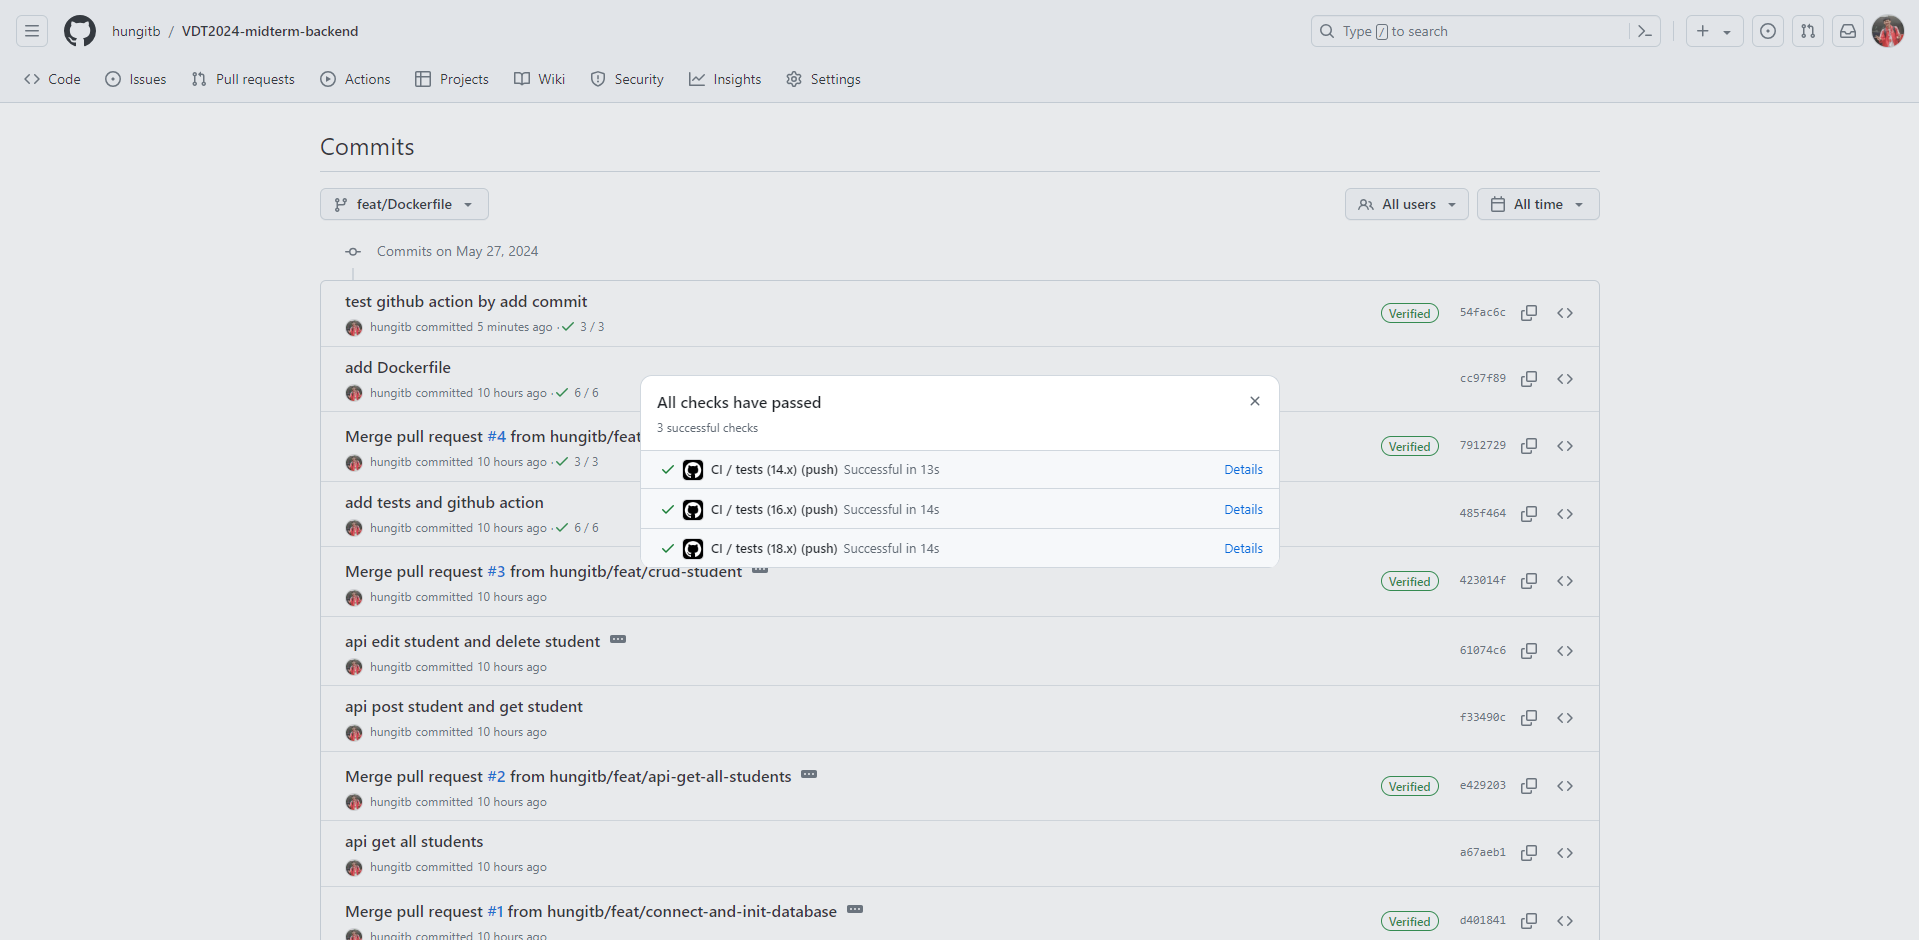 hungitb / VDT2024-midterm-backend
Type / to search
Code Issues Pull requests Actions Projects Wiki Security Insights Settings
Commits
feat/Dockerfile
All users All time
Commits on May 27, 2024
test github action by add commit
hungitb committed 5 minutes ago · 3 / 3
Verified 54fac6c
add Dockerfile
hungitb committed 10 hours ago · 6 / 6
cc97f89
All checks have passed
3 successful checks
CI / tests (14.x) (push) Successful in 13s Details
CI / tests (16.x) (push) Successful in 14s Details
CI / tests (18.x) (push) Successful in 14s Details
Merge pull request #4 from hungitb/feat
hungitb committed 10 hours ago · 3 / 3
Verified 7912729
add tests and github action
hungitb committed 10 hours ago · 6 / 6
485f464
Merge pull request #3 from hungitb/feat/crud-student
hungitb committed 10 hours ago
Verified 423014f
api edit student and delete student
hungitb committed 10 hours ago
61074c6
api post student and get student
hungitb committed 10 hours ago
f33490c
Merge pull request #2 from hungitb/feat/api-get-all-students
hungitb committed 10 hours ago
Verified e429203
api get all students
hungitb committed 10 hours ago
a67aeb1
Merge pull request #1 from hungitb/feat/connect-and-init-database
hungitb committed 10 hours ago
Verified d401841